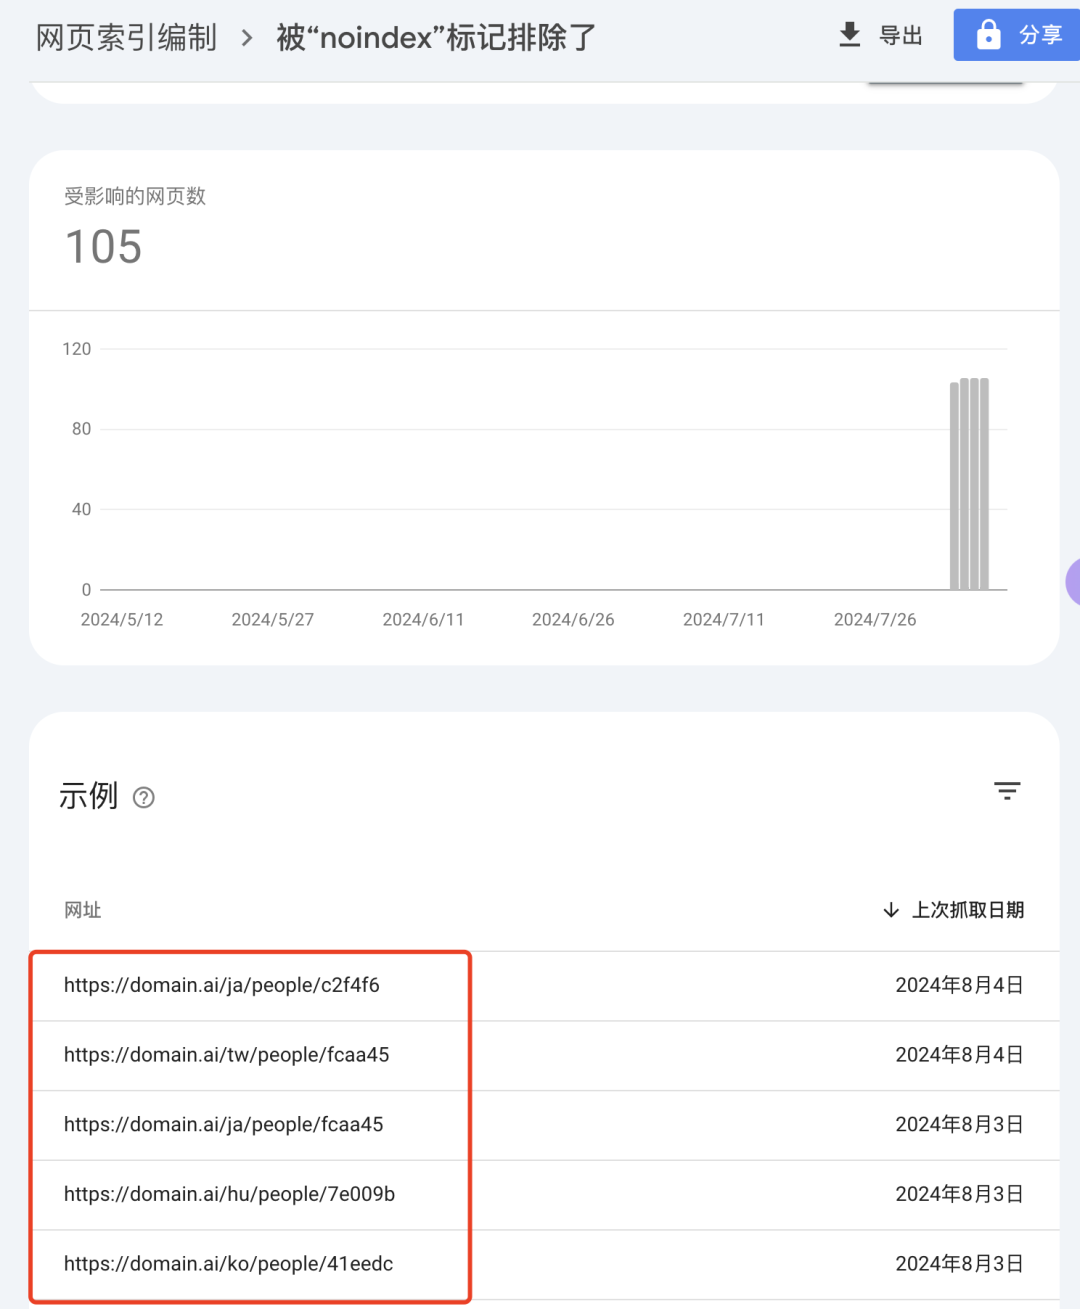 网页索引编制 > 被“noindex”标记排除了 导出 分享
受影响的网页数
105
120
80
40
0
2024/5/12 2024/5/27 2024/6/11 2024/6/26 2024/7/11 2024/7/26
示例 ?
网址 ↓ 上次抓取日期
https://domain.ai/ja/people/c2f4f6 2024年8月4日
https://domain.ai/tw/people/fcaa45 2024年8月4日
https://domain.ai/ja/people/fcaa45 2024年8月3日
https://domain.ai/hu/people/7e009b 2024年8月3日
https://domain.ai/ko/people/41eedc 2024年8月3日